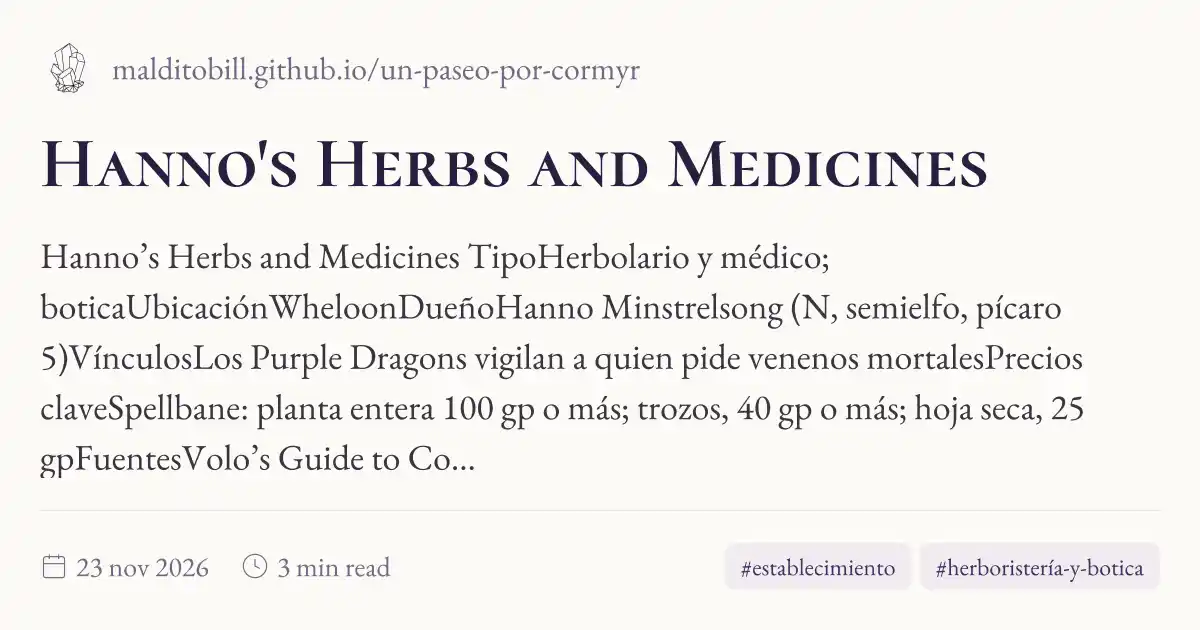 malditobill.github.io/un-paseo-por-cormyr
Hanno's Herbs and Medicines
Hanno’s Herbs and Medicines TipoHerbolario y médico;
boticaUbicaciónWheloonDueñoHanno Minstrelsong (N, semielfo, pícaro
5)VínculosLos Purple Dragons vigilan a quien pide venenos mortalesPrecios
claveSpellbane: planta entera 100 gp o más; trozos, 40 gp o más; hoja seca, 25
gpFuentesVolo’s Guide to Co...
23 nov 2026
3 min read
#establecimiento
#herboristería-y-botica